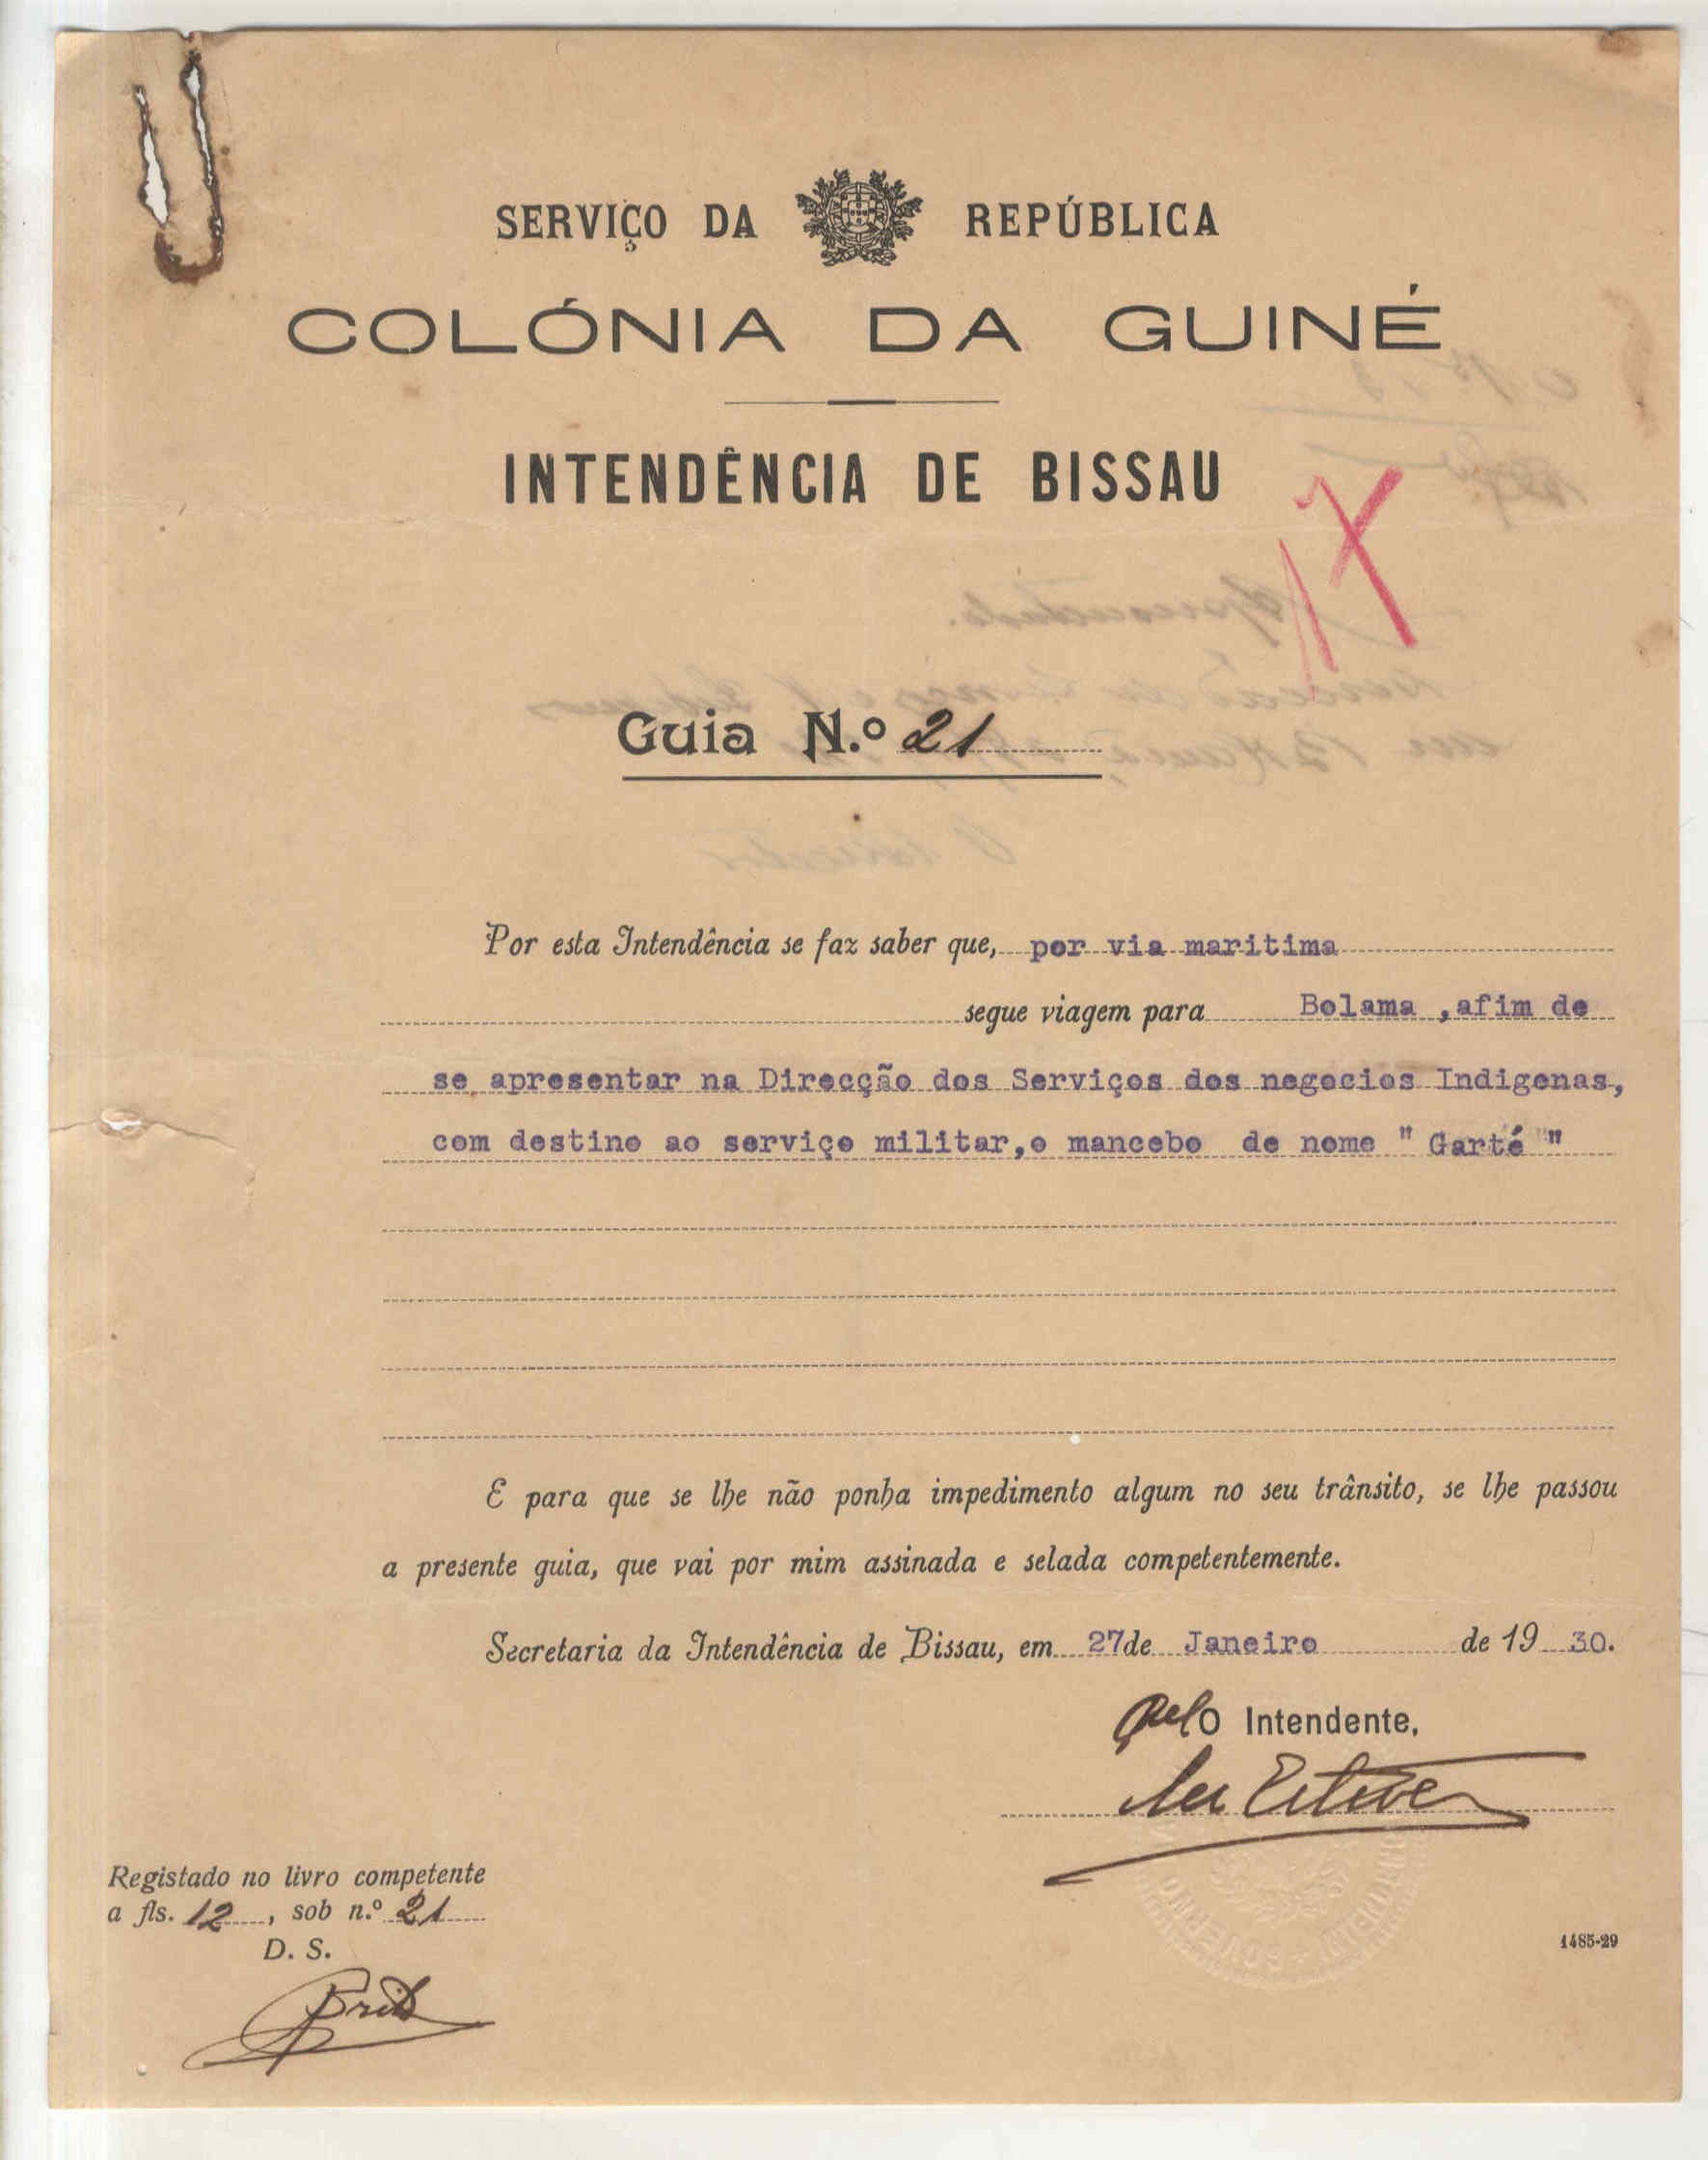 SERVIÇO DA REPÚBLICA
COLÓNIA DA GUINÉ
INTENDÊNCIA DE BISSAU
Guia N.º 21
Por esta Intendência se faz saber que, por via maritima
segue viagem para Bolama ,afim de
se apresentar na Direcção dos Serviços dos negocios Indigenas,
com destino ao serviço militar,o mancebo de nome " Garté "
E para que se lhe não ponha impedimento algum no seu trânsito, se lhe passou
a presente guia, que vai por mim assinada e selada competentemente.
Secretaria da Intendência de Bissau, em 27 de Janeiro de 19 30.
pelO Intendente,
Registado no livro competente
a fls. 12, sob n.º 21
D. S.
Brito
1485-29